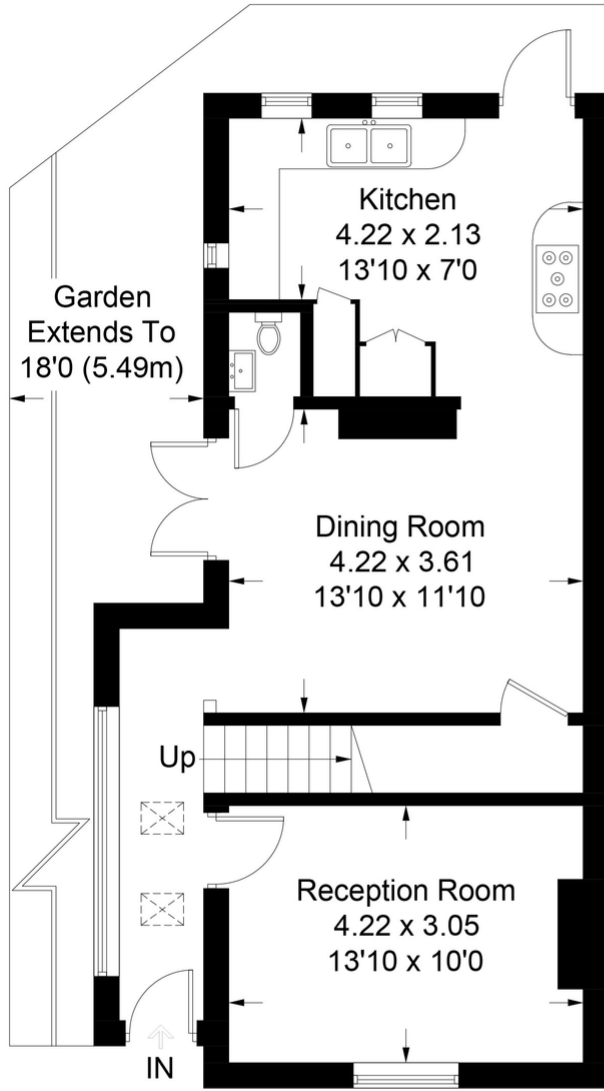 Kitchen
4.22 x 2.13
13'10 x 7'0
Garden
Extends To
18'0 (5.49m)
Dining Room
4.22 x 3.61
13'10 x 11'10
Up
Reception Room
4.22 x 3.05
13'10 x 10'0
IN